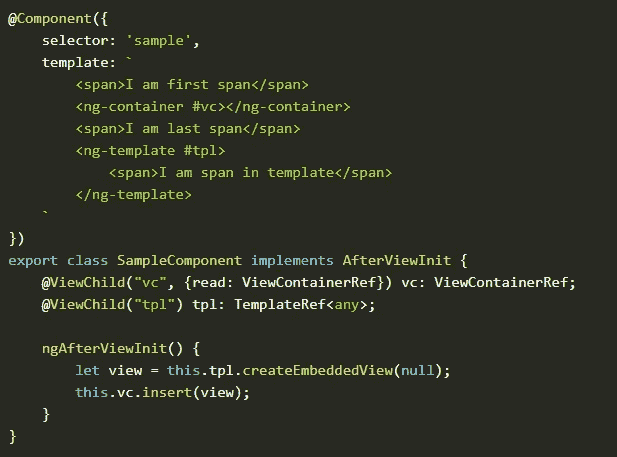 @Component({
    selector: 'sample',
    template: `
        <span>I am first span</span>
        <ng-container #vc></ng-container>
        <span>I am last span</span>
        <ng-template #tpl>
            <span>I am span in template</span>
        </ng-template>
    `
})
export class SampleComponent implements AfterViewInit {
    @ViewChild("vc", {read: ViewContainerRef}) vc: ViewContainerRef;
    @ViewChild("tpl") tpl: TemplateRef<any>;

    ngAfterViewInit() {
        let view = this.tpl.createEmbeddedView(null);
        this.vc.insert(view);
    }
}